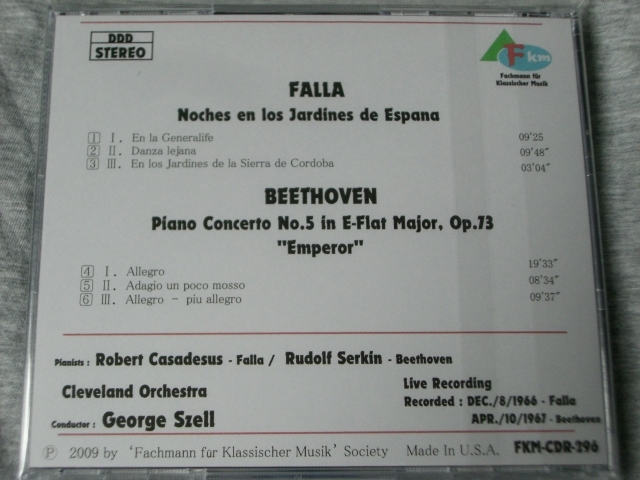 DDD
STEREO
Fkm
Fachmann für
Klassischer Musik
FALLA
Noches en los Jardines de Espana
1 I. En la Generalife 09'25
2 II. Danza lejana 09'48"
3 III. En los Jardines de la Sierra de Cordoba 03'04"
BEETHOVEN
Piano Concerto No.5 in E-Flat Major, Op.73
"Emperor"
4 I. Allegro 19'33"
5 II. Adagio un poco mosso 08'34"
6 III. Allegro - piu allegro 09'37"
Pianists : Robert Casadesus - Falla / Rudolf Serkin - Beethoven
Cleveland Orchestra
Conductor : George Szell
Live Recording
Recorded : DEC./8/1966 - Falla
APR./10/1967 - Beethoven
Ⓟ 2009 by 'Fachmann für Klassischer Musik' Society Made In U.S.A. FKM-CDR-296